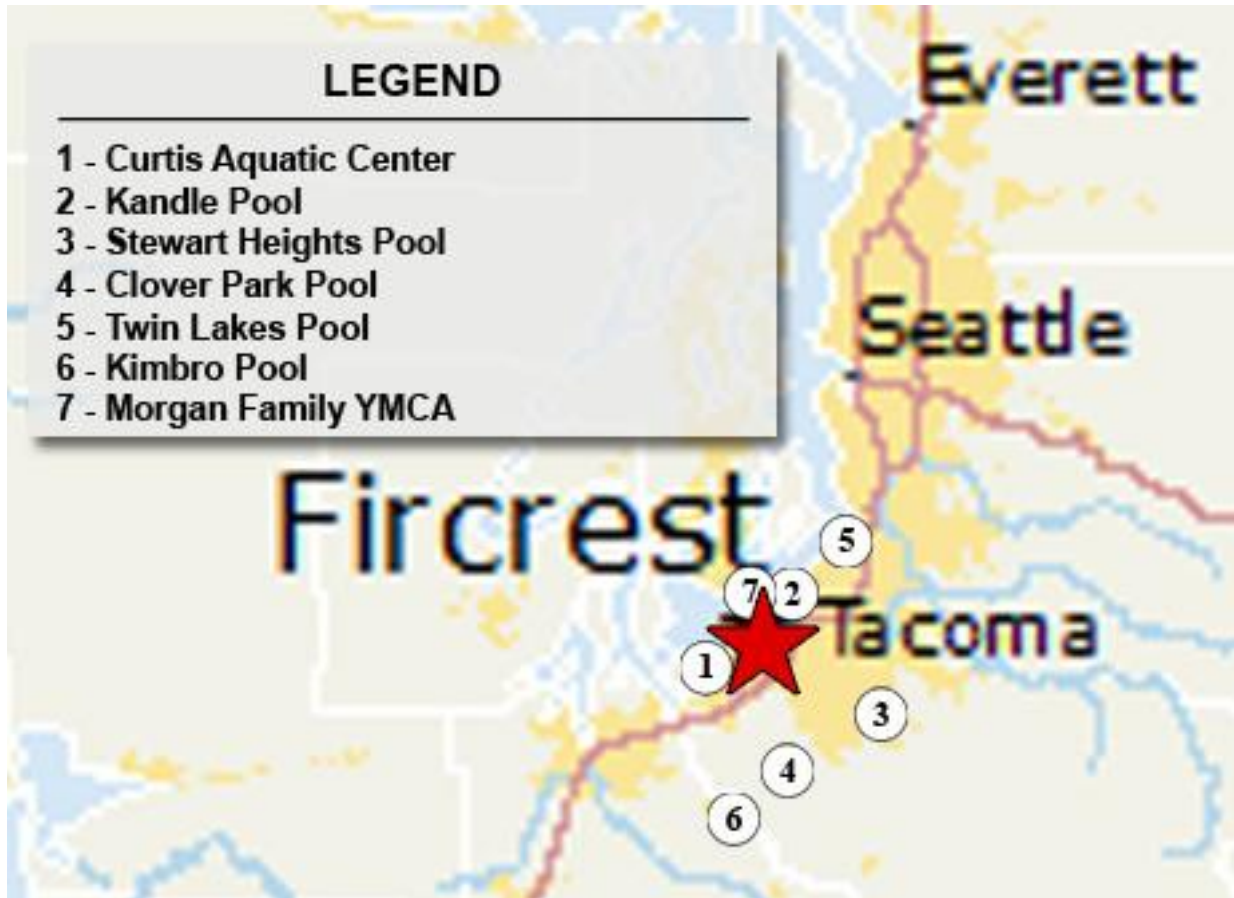 LEGEND
1 - Curtis Aquatic Center
2 - Kandle Pool
3 - Stewart Heights Pool
4 - Clover Park Pool
5 - Twin Lakes Pool
6 - Kimbro Pool
7 - Morgan Family YMCA
Everett
Seattle
Fircrest
5
7
2
Tacoma
1
3
4
6